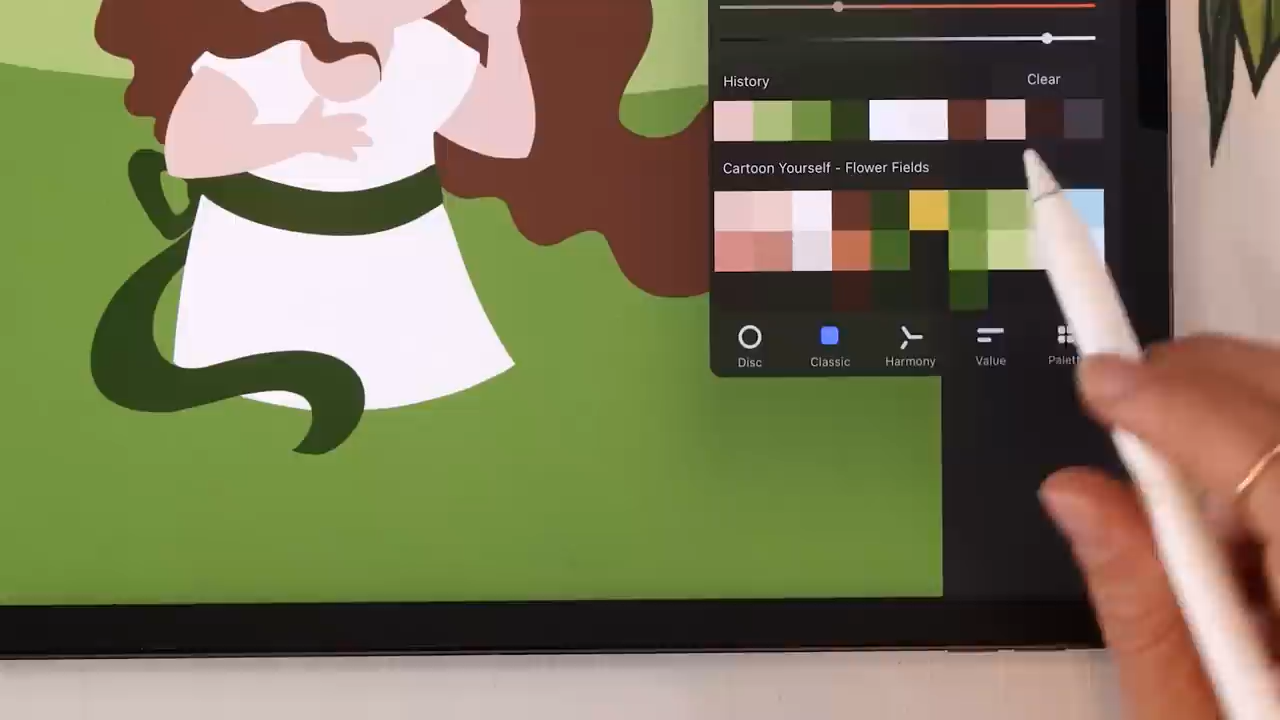 History
Clear
Cartoon Yourself - Flower Fields
Disc
Classic
Harmony
Value